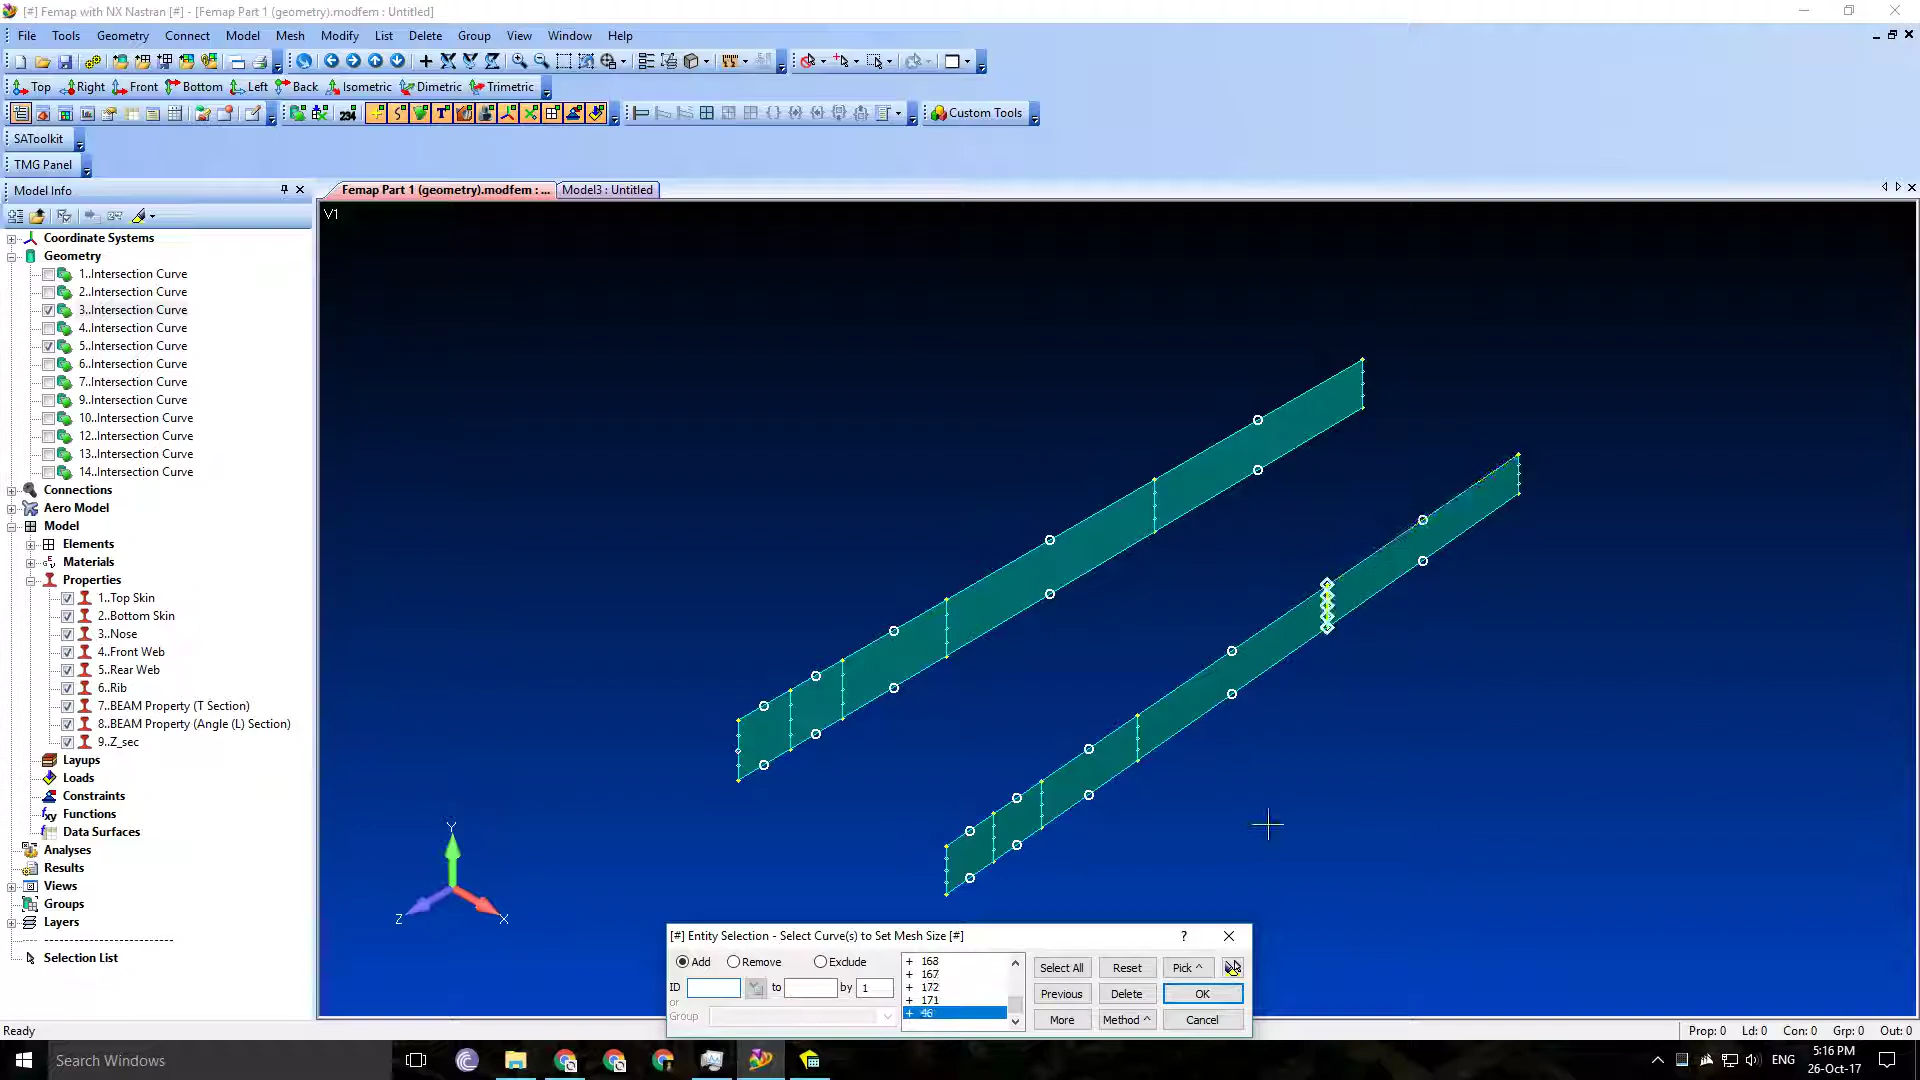 [#] Femap with NX Nastran [#] - [Femap Part 1 (geometry).modfem : Untitled]
File Tools Geometry Connect Model Mesh Modify List Delete Group View Window Help
Top Right Front Bottom Left Back Isometric Dimetric Trimetric
234 Custom Tools
SAToolkit
TMG Panel
Model Info
Femap Part 1 (geometry).modfem : ... Model3 : Untitled
V1
Coordinate Systems
Geometry
1..Intersection Curve
2..Intersection Curve
3..Intersection Curve
4..Intersection Curve
5..Intersection Curve
6..Intersection Curve
7..Intersection Curve
9..Intersection Curve
10..Intersection Curve
12..Intersection Curve
13..Intersection Curve
14..Intersection Curve
Connections
Aero Model
Model
Elements
Materials
Properties
1..Top Skin
2..Bottom Skin
3..Nose
4..Front Web
5..Rear Web
6..Rib
7..BEAM Property (T Section)
8..BEAM Property (Angle (L) Section)
9..Z_sec
Layups
Loads
Constraints
Functions
Data Surfaces
Analyses
Results
Views
Groups
Layers
Selection List
Y
Z
X
[#] Entity Selection - Select Curve(s) to Set Mesh Size [#]
Add Remove Exclude
ID to by 1
or
Group
+ 168
+ 167
+ 172
+ 171
+ 46
Select All Reset Pick ^
Previous Delete OK
More Method ^ Cancel
Ready
Prop: 0 Ld: 0 Con: 0 Grp: 0 Out: 0
Search Windows
ENG
5:16 PM
26-Oct-17